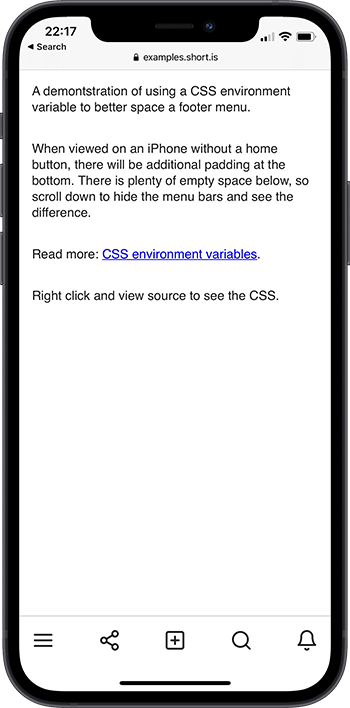 22:17
Search
examples.short.is
A demontstration of using a CSS environment
variable to better space a footer menu.
When viewed on an iPhone without a home
button, there will be additional padding at the
bottom. There is plenty of empty space below, so
scroll down to hide the menu bars and see the
difference.
Read more: CSS environment variables.
Right click and view source to see the CSS.